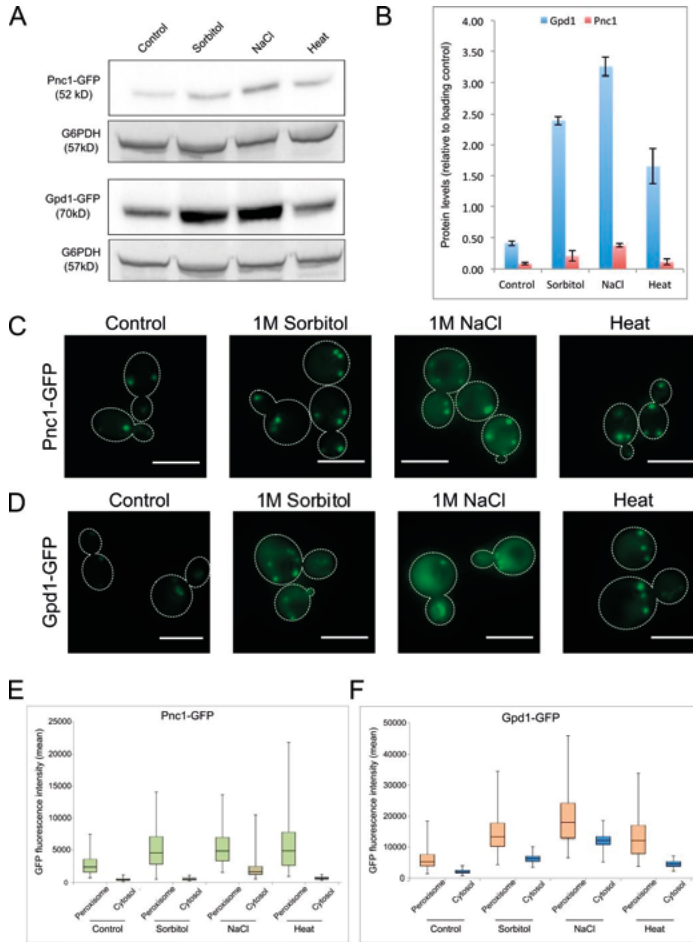 A
Control Sorbitol NaCl Heat
Pnc1-GFP
(52 kD)
G6PDH
(57kD)
Gpd1-GFP
(70kD)
G6PDH
(57kD)
B
Gpd1 Pnc1
Protein levels (relative to loading control)
4.00
3.50
3.00
2.50
2.00
1.50
1.00
0.50
0.00
Control Sorbitol NaCl Heat
C
Control 1M Sorbitol 1M NaCl Heat
Pnc1-GFP
D
Control 1M Sorbitol 1M NaCl Heat
Gpd1-GFP
E
Pnc1-GFP
GFP fluorescence intensity (mean)
25000
20000
15000
10000
5000
0
Peroxisome Cytosol Peroxisome Cytosol Peroxisome Cytosol Peroxisome Cytosol
Control Sorbitol NaCl Heat
F
Gpd1-GFP
GFP fluorescence intensity (mean)
50000
40000
30000
20000
10000
0
Peroxisome Cytosol Peroxisome Cytosol Peroxisome Cytosol Peroxisome Cytosol
Control Sorbitol NaCl Heat